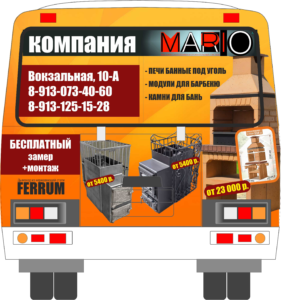 компания MARIO
Вокзальная, 10-А
8-913-073-40-60
8-913-125-15-28
- ПЕЧИ БАННЫЕ ПОД УГОЛЬ
- МОДУЛИ ДЛЯ БАРБЕКЮ
- КАМНИ ДЛЯ БАНЬ
БЕСПЛАТНЫЙ
замер
+монтаж
FERRUM
от 5400 р.
от 5400 р.
от 23 000 р.